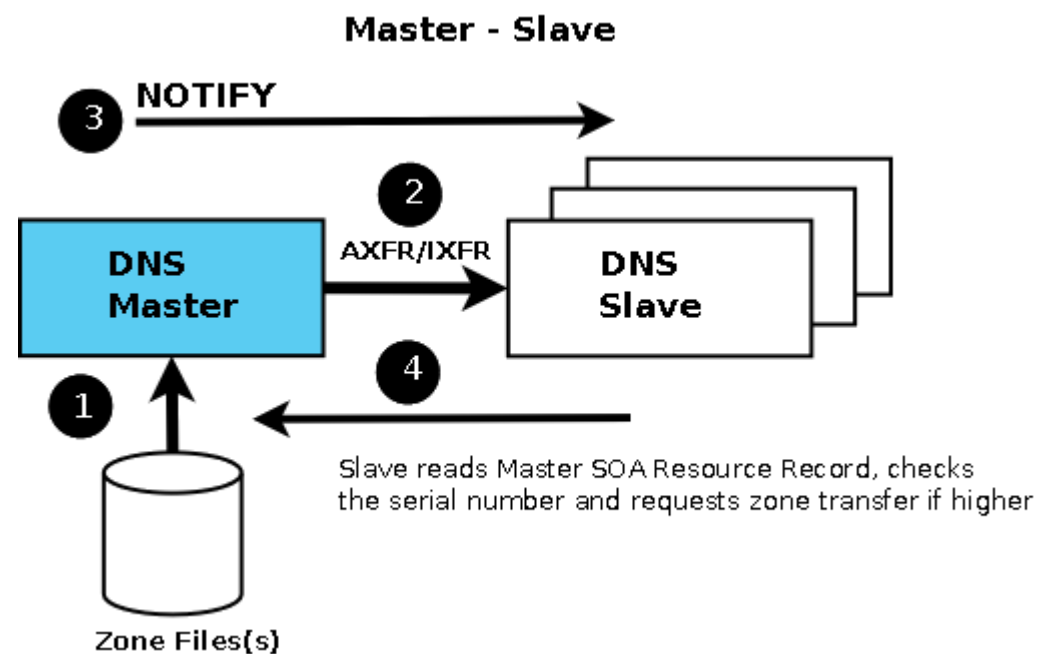 Master - Slave
3
NOTIFY
2
AXFR/IXFR
DNS
Master
DNS
Slave
1
4
Slave reads Master SOA Resource Record, checks
the serial number and requests zone transfer if higher
Zone Files(s)